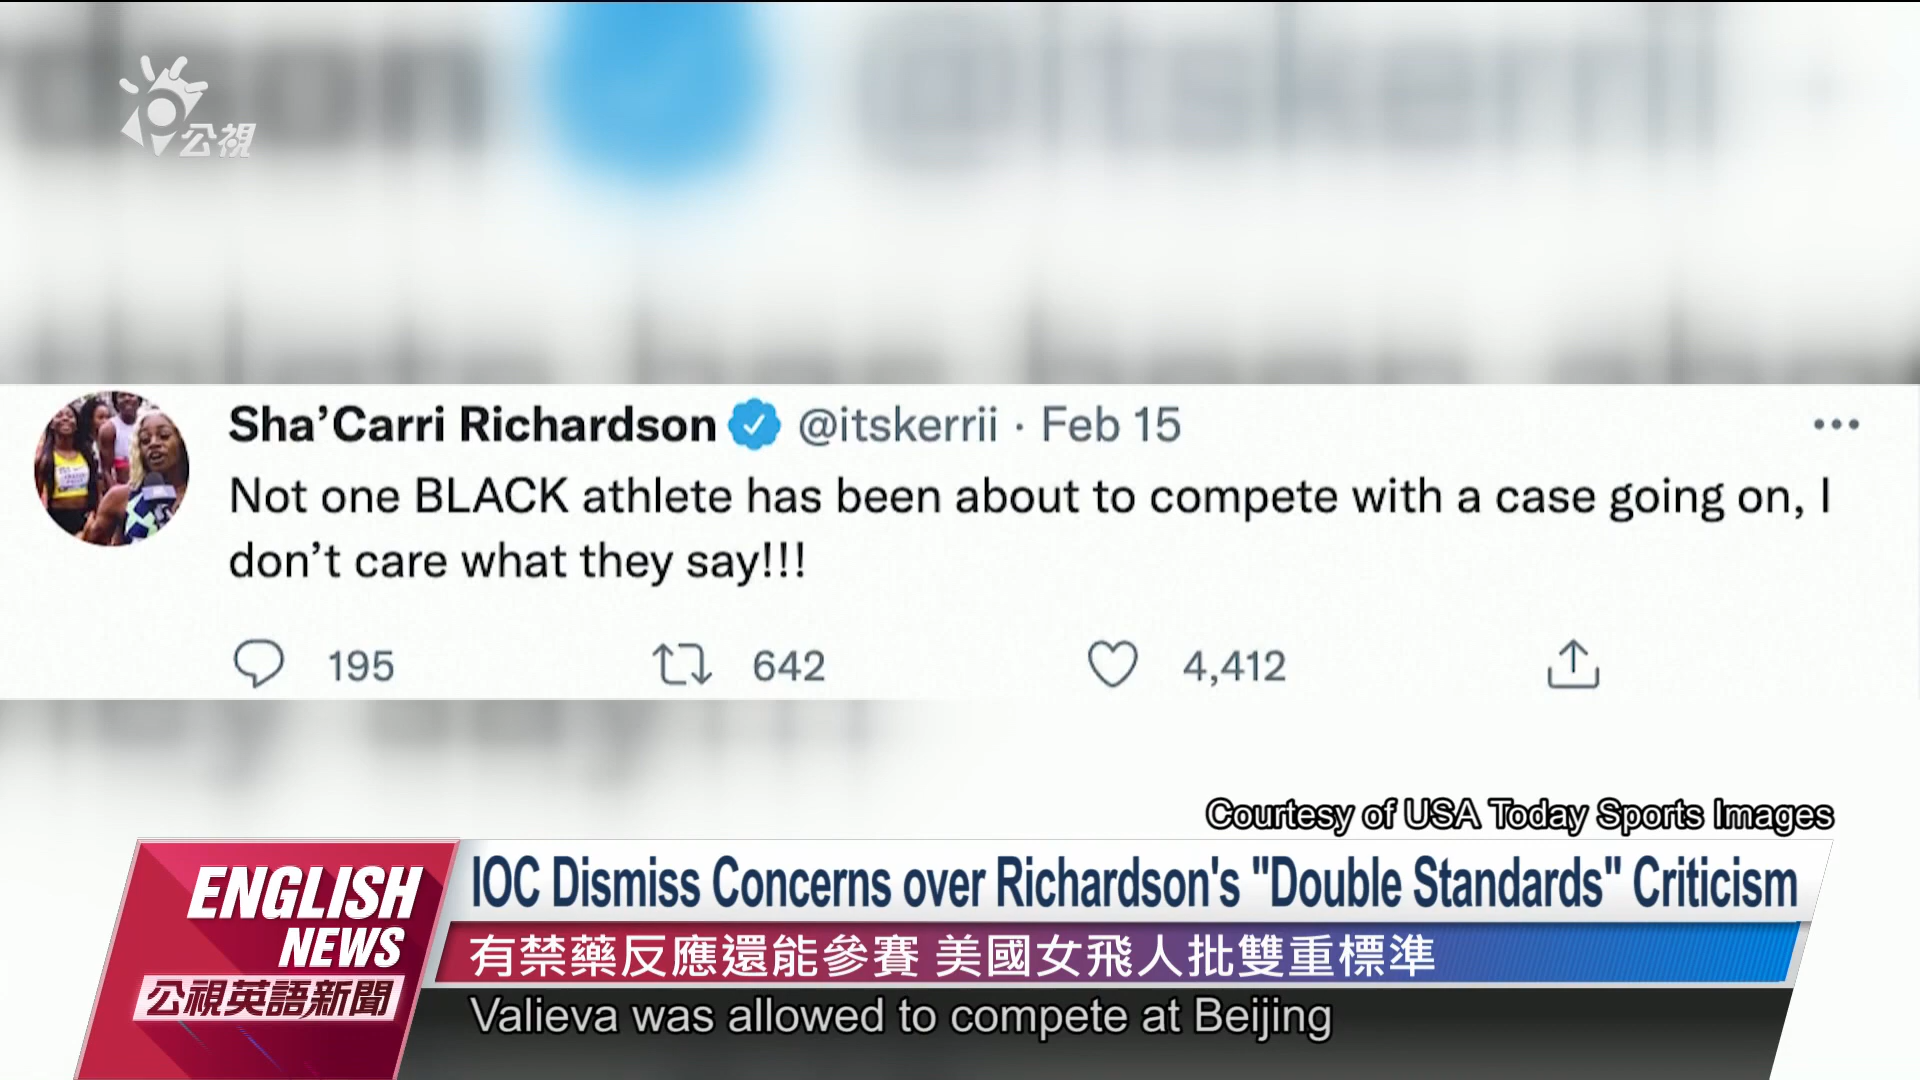 公視
Sha’Carri Richardson @itskerrii · Feb 15
Not one BLACK athlete has been about to compete with a case going on, I
don’t care what they say!!!
195 642 4,412
Courtesy of USA Today Sports Images
ENGLISH
NEWS
公視英語新聞
IOC Dismiss Concerns over Richardson's "Double Standards" Criticism
有禁藥反應還能參賽 美國女飛人批雙重標準
Valieva was allowed to compete at Beijing